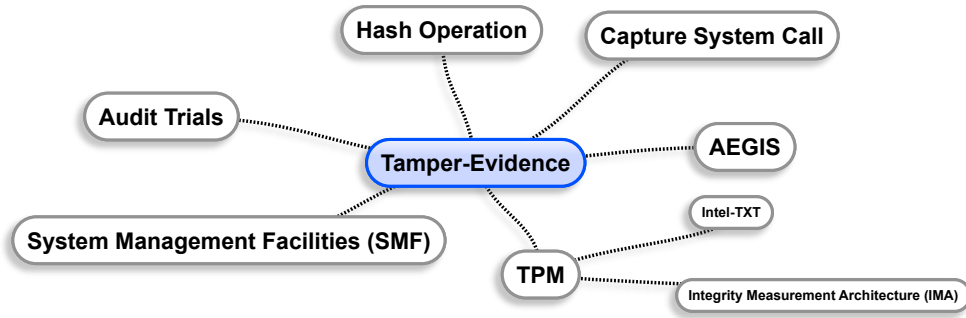 Hash Operation
Capture System Call
Audit Trials
Tamper-Evidence
AEGIS
Intel-TXT
System Management Facilities (SMF)
TPM
Integrity Measurement Architecture (IMA)